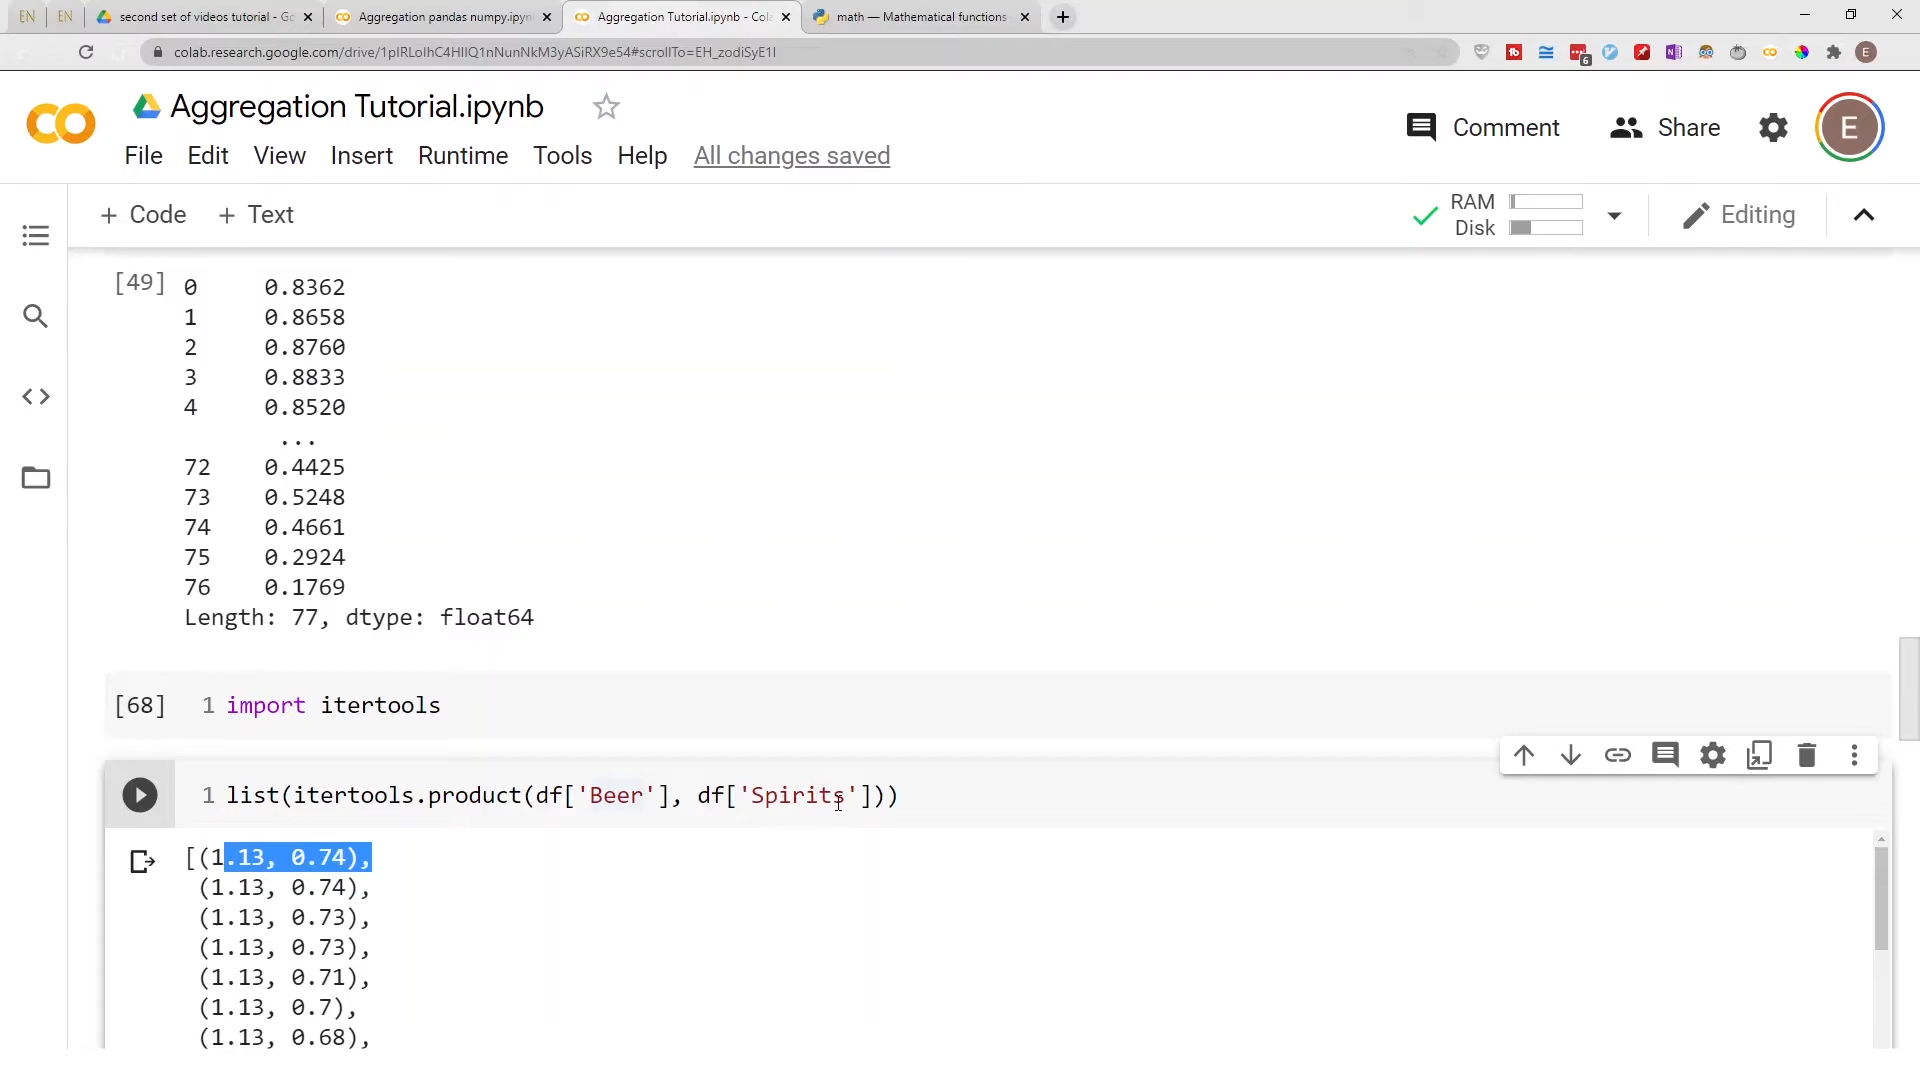 EN
EN
second set of videos tutorial - Go
Aggregation pandas numpy.ipyn
Aggregation Tutorial.ipynb - Cola
math — Mathematical functions
colab.research.google.com/drive/1pIRLoIhC4HIlQ1nNunNkM3yASiRX9e54#scrollTo=EH_zodiSyE1I
6
E
CO
Aggregation Tutorial.ipynb
Comment
Share
E
File Edit View Insert Runtime Tools Help All changes saved
+ Code + Text
RAM
Disk
Editing
[49] 0 0.8362
1 0.8658
2 0.8760
3 0.8833
4 0.8520
...
72 0.4425
73 0.5248
74 0.4661
75 0.2924
76 0.1769
Length: 77, dtype: float64
[68] 1 import itertools
1 list(itertools.product(df['Beer'], df['Spirits']))
[(1.13, 0.74),
(1.13, 0.74),
(1.13, 0.73),
(1.13, 0.73),
(1.13, 0.71),
(1.13, 0.7),
(1.13, 0.68),